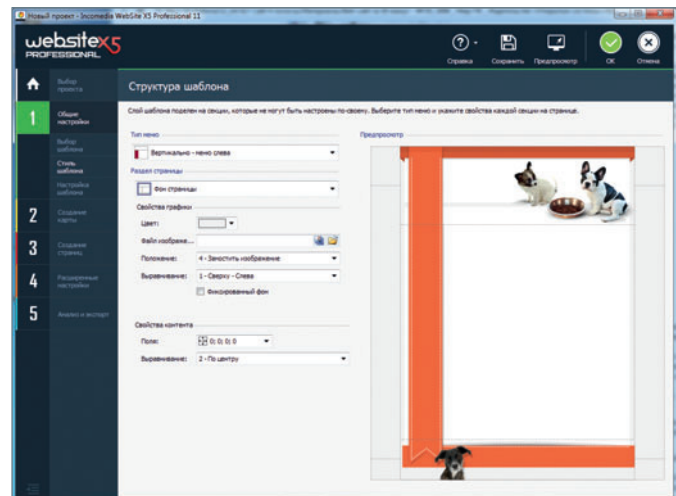 Новый проект - Incomedia WebSite X5 Professional 11
websitex5
PROFESSIONAL
Справка
Сохранить
Предпросмотр
ОК
Отмена
Выбор проекта
1
Общие настройки
Выбор шаблона
Стиль шаблона
Настройка шаблона
2
Создание карты
3
Создание страниц
4
Расширенные настройки
5
Анализ и экспорт
Структура шаблона
Слой шаблона поделен на секции, которые не могут быть настроены по-своему. Выберите тип меню и укажите свойства каждой секции на странице.
Тип меню
Вертикально - меню слева
Раздел страницы
Фон страницы
Свойства графики
Цвет:
Файл изображе...
Положение: 4 - Замостить изображение
Выравнивание: 1 - Сверху - Слева
Фиксированный фон
Свойства контента
Поля: 0; 0; 0; 0
Выравнивание: 2 - По центру
Предпросмотр